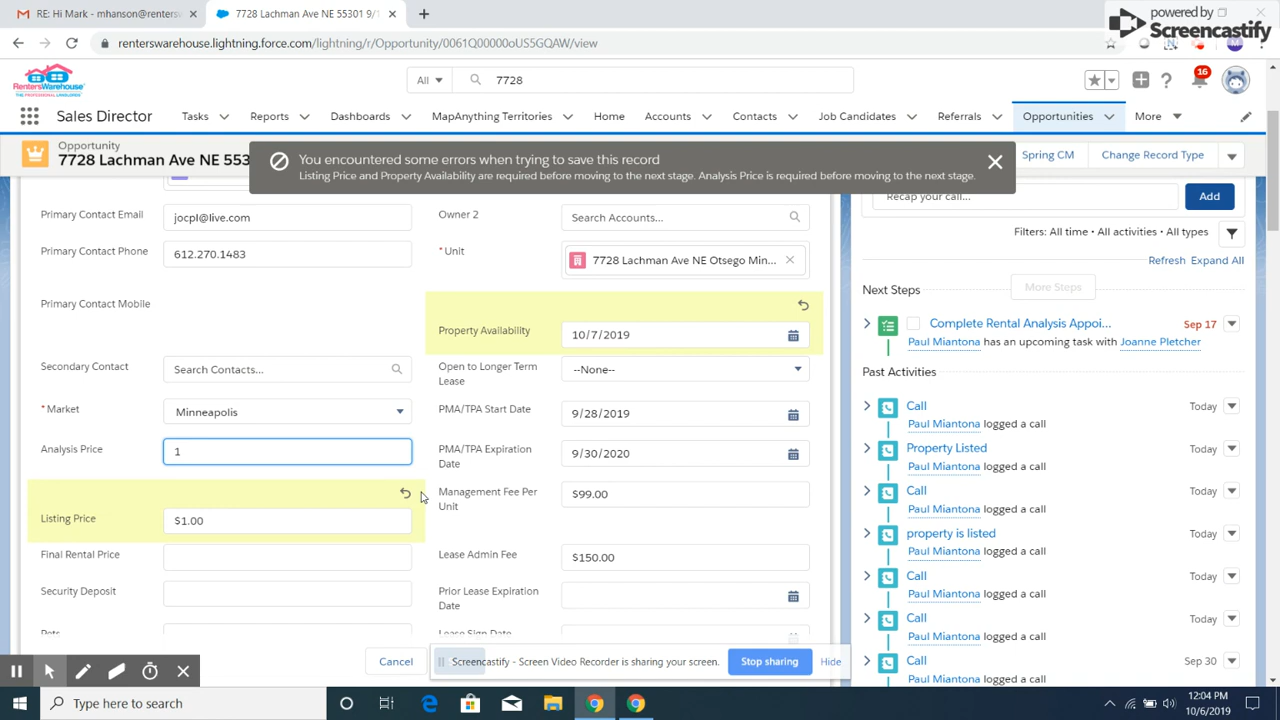 RE: Hi Mark - mhanson@renters
7728 Lachman Ave NE 55301 9/1
powered by
Screencastify
renterswarehouse.lightning.force.com/lightning/r/Opportunity/0061Q00000oUS5GQAW/view
RENTERSWAREHOUSE
THE PROFESSIONAL LANDLORDS
All
7728
16
Sales Director
Tasks
Reports
Dashboards
MapAnything Territories
Home
Accounts
Contacts
Job Candidates
Referrals
Opportunities
More
Opportunity
7728 Lachman Ave NE 553
You encountered some errors when trying to save this record
Listing Price and Property Availability are required before moving to the next stage. Analysis Price is required before moving to the next stage.
Spring CM
Change Record Type
Primary Contact Email
jocpl@live.com
Primary Contact Phone
612.270.1483
Primary Contact Mobile
Secondary Contact
Search Contacts...
*Market
Minneapolis
Analysis Price
1
Listing Price
$1.00
Final Rental Price
Security Deposit
Pets
Owner 2
Search Accounts...
*Unit
7728 Lachman Ave NE Otsego Min...
Property Availability
10/7/2019
Open to Longer Term
Lease
--None--
PMA/TPA Start Date
9/28/2019
PMA/TPA Expiration
Date
9/30/2020
Management Fee Per
Unit
$99.00
Lease Admin Fee
$150.00
Prior Lease Expiration
Date
Lease Sign Date
Cancel
Recap your call...
Add
Filters: All time • All activities • All types
Refresh
Expand All
Next Steps
More Steps
Complete Rental Analysis Appoi...
Sep 17
Paul Miantona has an upcoming task with Joanne Pletcher
Past Activities
Call
Today
Paul Miantona logged a call
Property Listed
Today
Paul Miantona logged a call
Call
Today
Paul Miantona logged a call
property is listed
Today
Paul Miantona logged a call
Call
Today
Paul Miantona logged a call
Call
Today
Paul Miantona logged a call
Call
Sep 30
Paul Miantona logged a call
Screencastify - Screen Video Recorder is sharing your screen.
Stop sharing
Hide
Type here to search
12:04 PM
10/6/2019